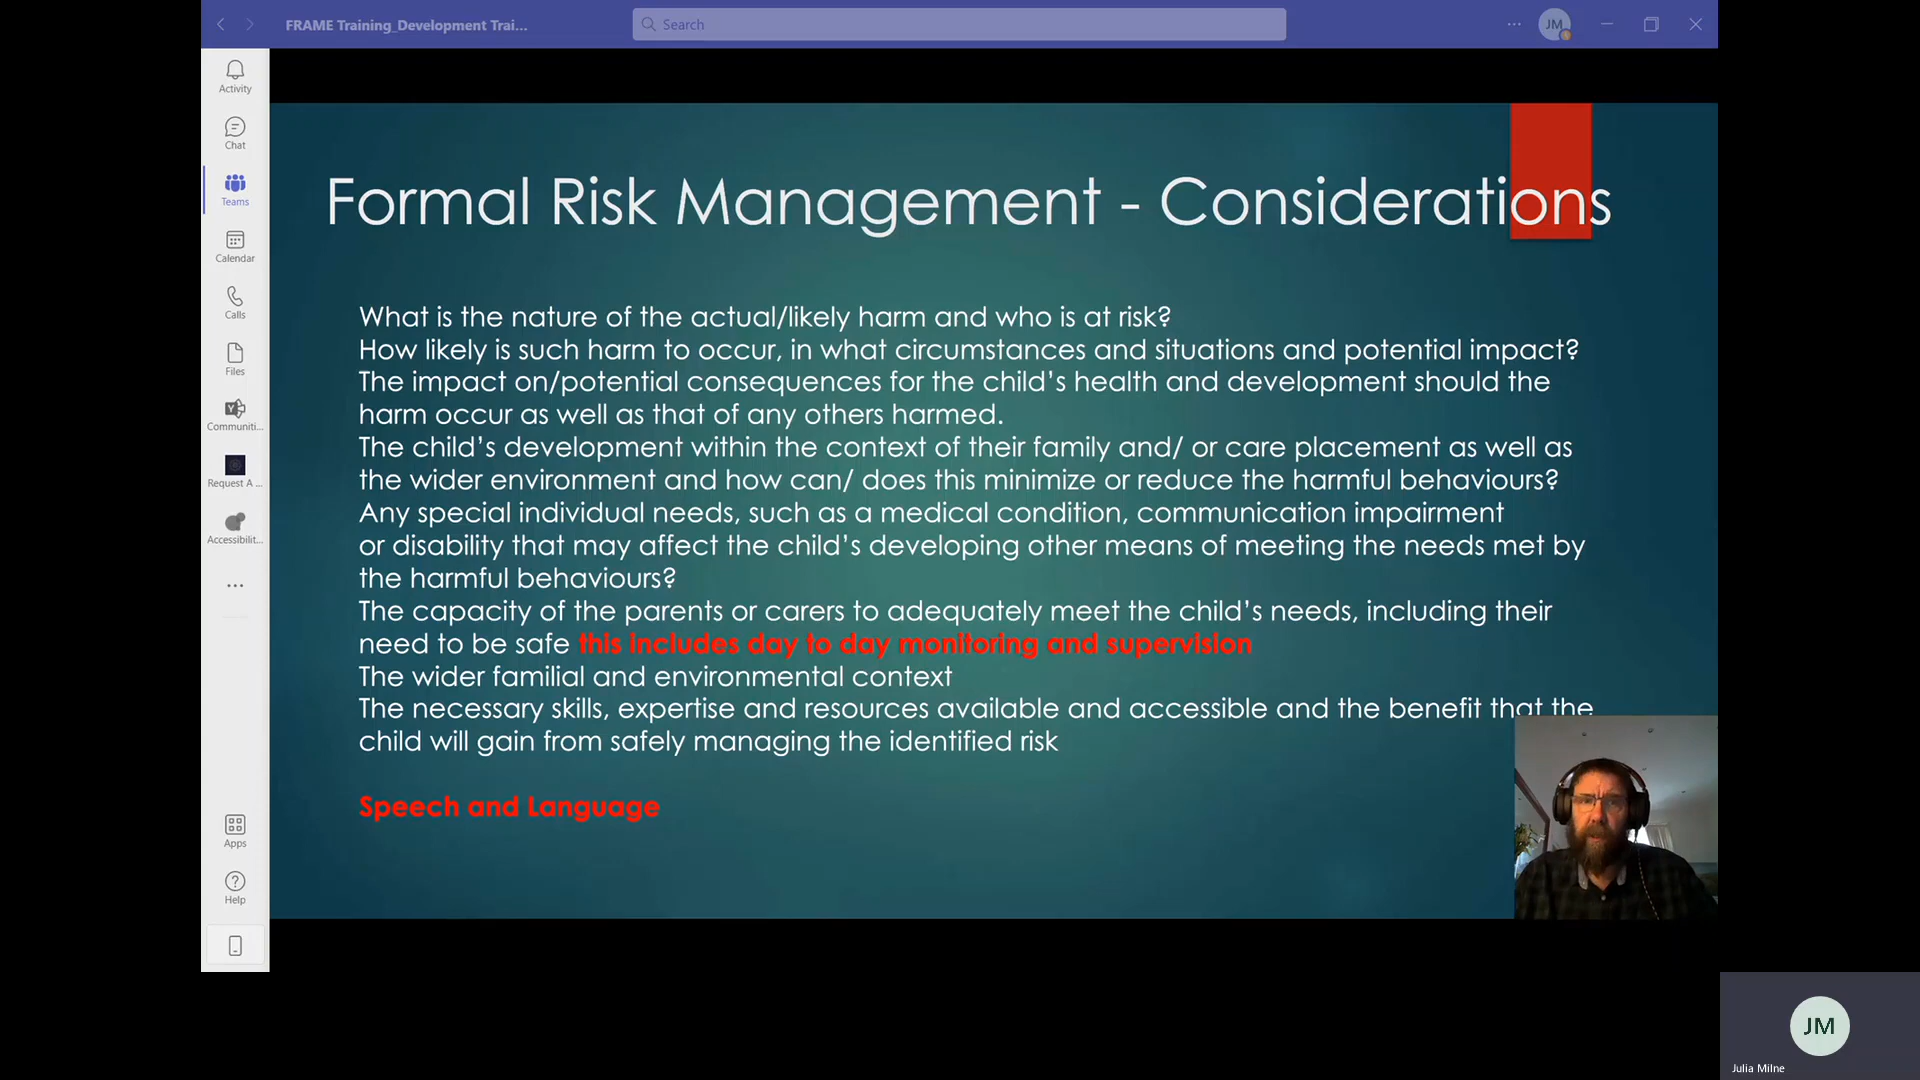 FRAME Training_Development Trai...
Search
JM
Activity
Chat
Teams
Calendar
Calls
Files
Communiti...
Request A ...
Accessibilit...
Apps
Help
Formal Risk Management - Considerations
What is the nature of the actual/likely harm and who is at risk?
How likely is such harm to occur, in what circumstances and situations and potential impact?
The impact on/potential consequences for the child’s health and development should the
harm occur as well as that of any others harmed.
The child’s development within the context of their family and/ or care placement as well as
the wider environment and how can/ does this minimize or reduce the harmful behaviours?
Any special individual needs, such as a medical condition, communication impairment
or disability that may affect the child’s developing other means of meeting the needs met by
the harmful behaviours?
The capacity of the parents or carers to adequately meet the child’s needs, including their
need to be safe this includes day to day monitoring and supervision
The wider familial and environmental context
The necessary skills, expertise and resources available and accessible and the benefit that the
child will gain from safely managing the identified risk
Speech and Language
JM
Julia Milne